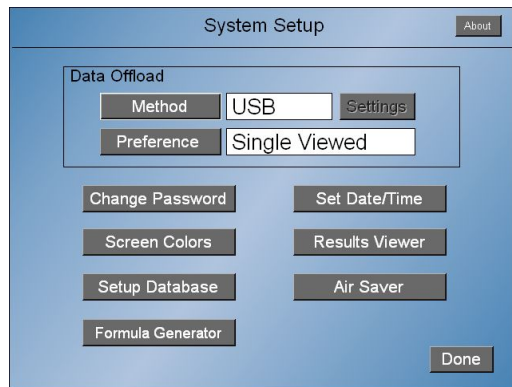 System Setup
About
Data Offload
Method USB Settings
Preference Single Viewed
Change Password Set Date/Time
Screen Colors Results Viewer
Setup Database Air Saver
Formula Generator
Done